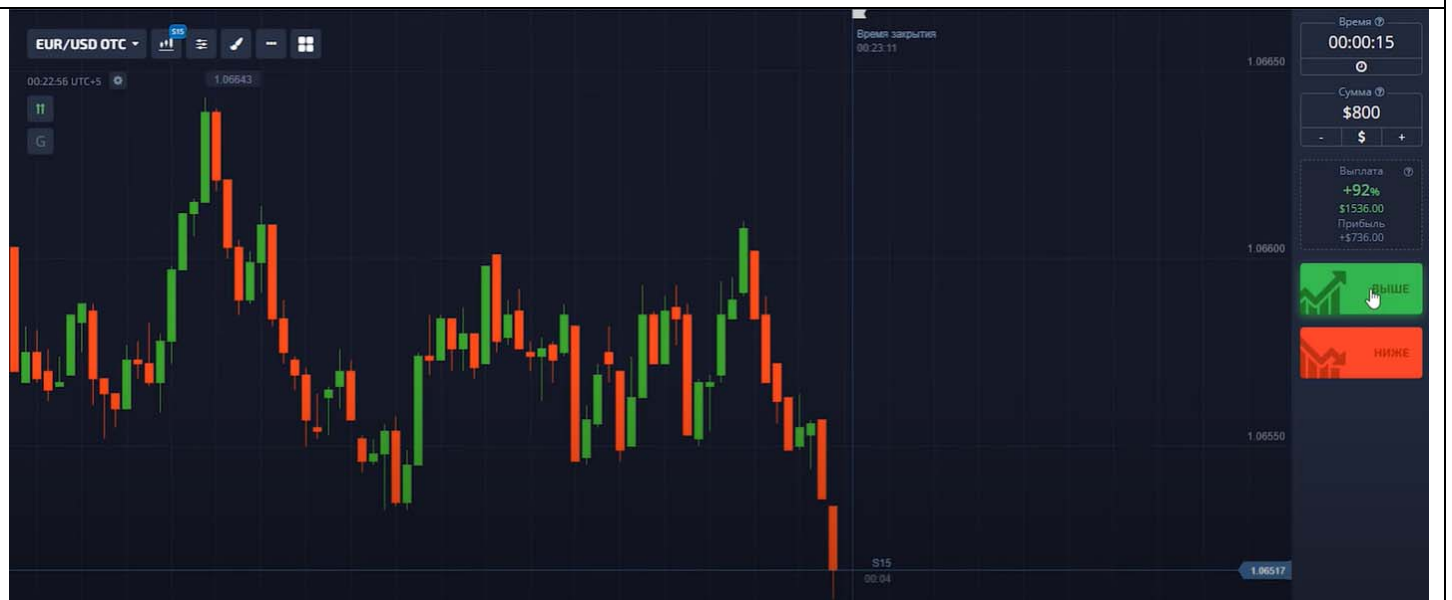 EUR/USD OTC
S15
00:22:56 UTC+5
1.06643
G
Время закрытия
00:23:11
1.06650
1.06600
1.06550
1.06517
S15
00:04
Время
00:00:15
Сумма
$800
- $ +
Выплата
+92%
$1536.00
Прибыль
+$736.00
ВЫШЕ
НИЖЕ